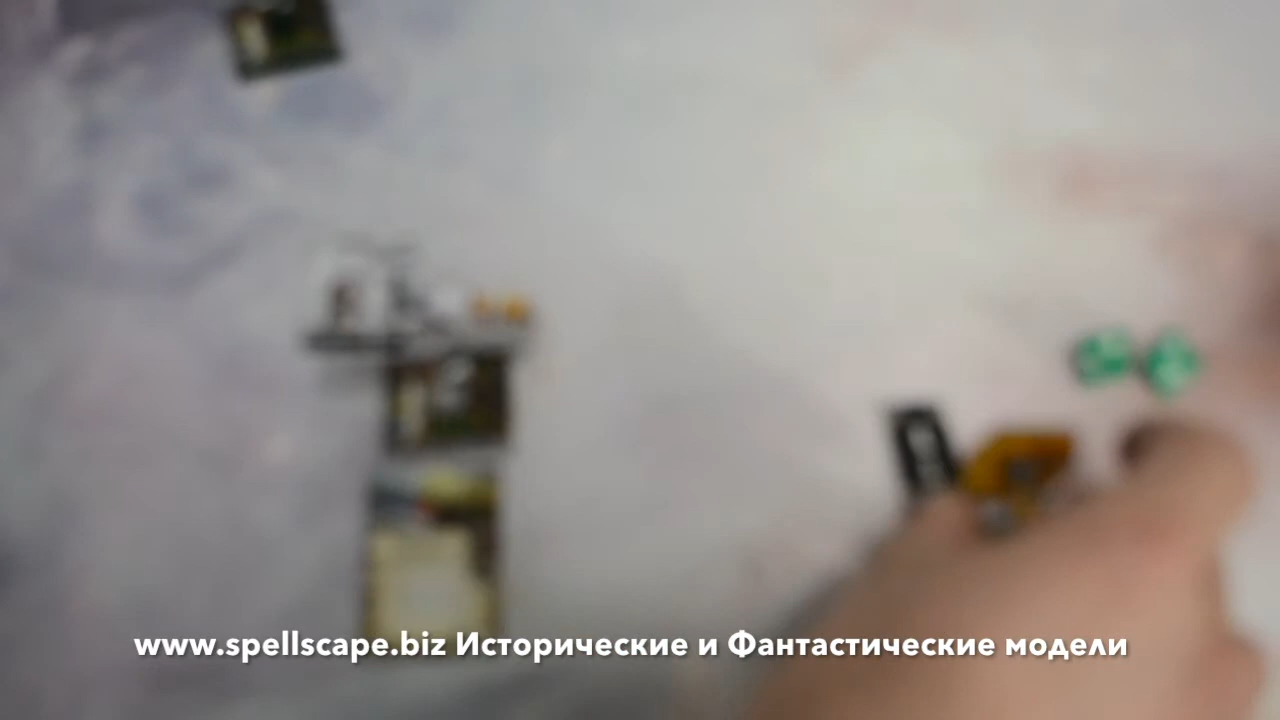 www.spellscape.biz Исторические и Фантастические модели